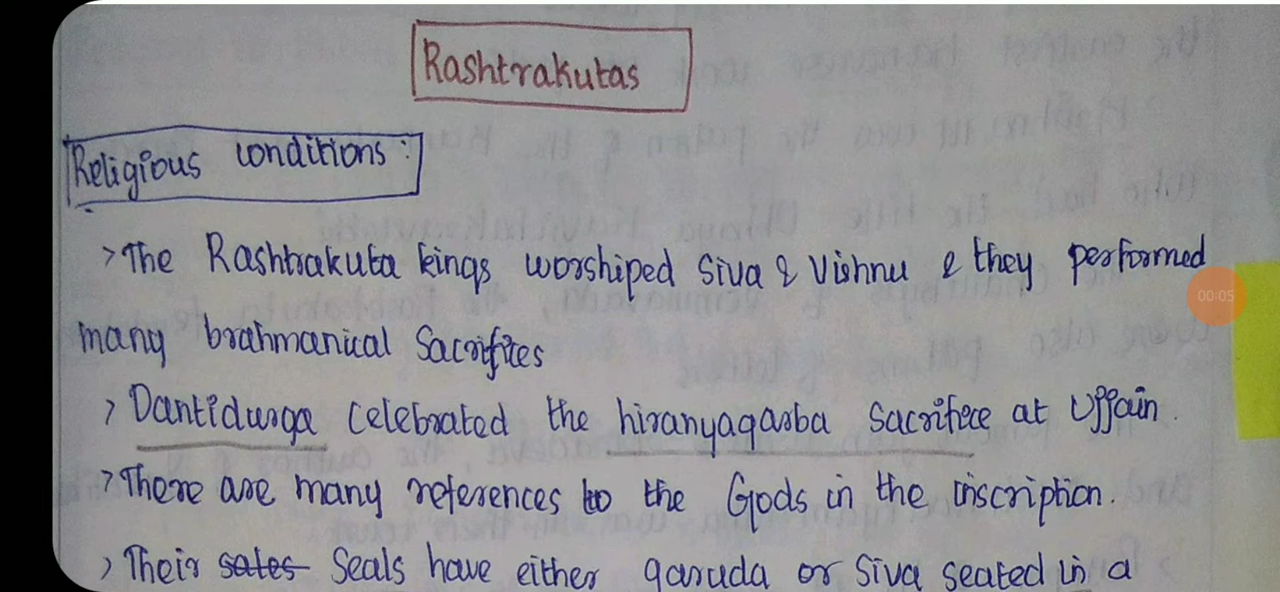 Rashtrakutas
Religious conditions :
> The Rashtrakuta kings worshiped Siva & Vishnu & they performed
many brahmanical Sacrifices
> Dantidurga celebrated the hiranyagarba Sacrifice at Ujjain.
> There are many references to the Gods in the inscription.
> Their sates Seals have either garuda or Siva seated in a
00:05